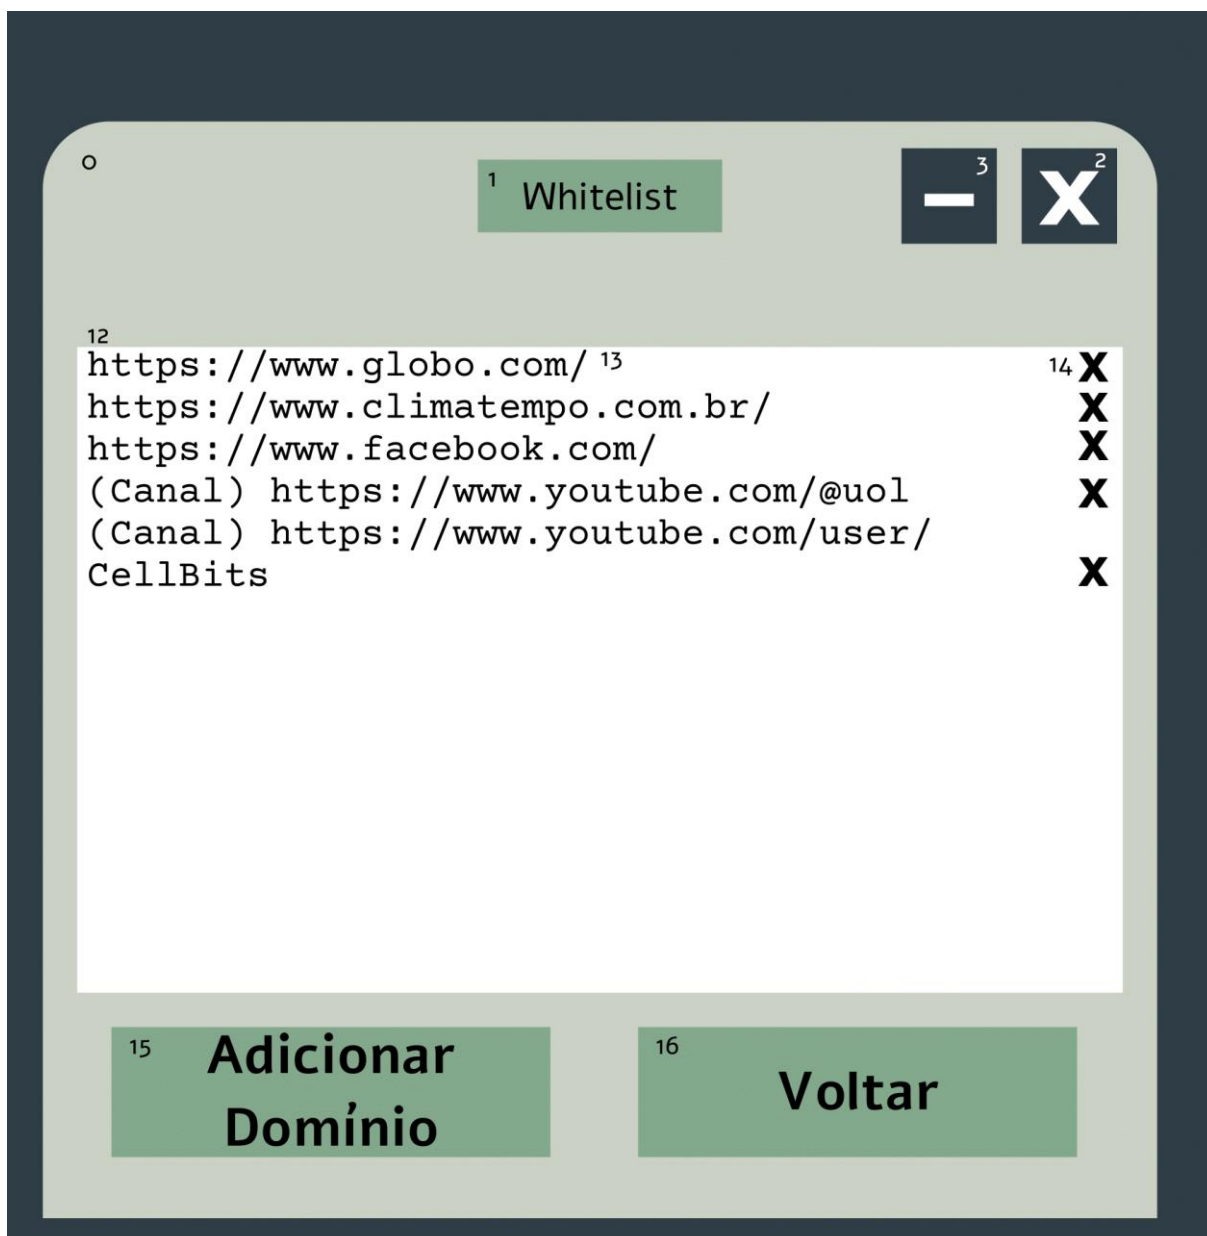 0
1 Whitelist
3
– X 2
12
https://www.globo.com/ 13 14 X
https://www.climatempo.com.br/ X
https://www.facebook.com/ X
(Canal) https://www.youtube.com/@uol X
(Canal) https://www.youtube.com/user/
CellBits X
15 Adicionar
Domínio
16 Voltar